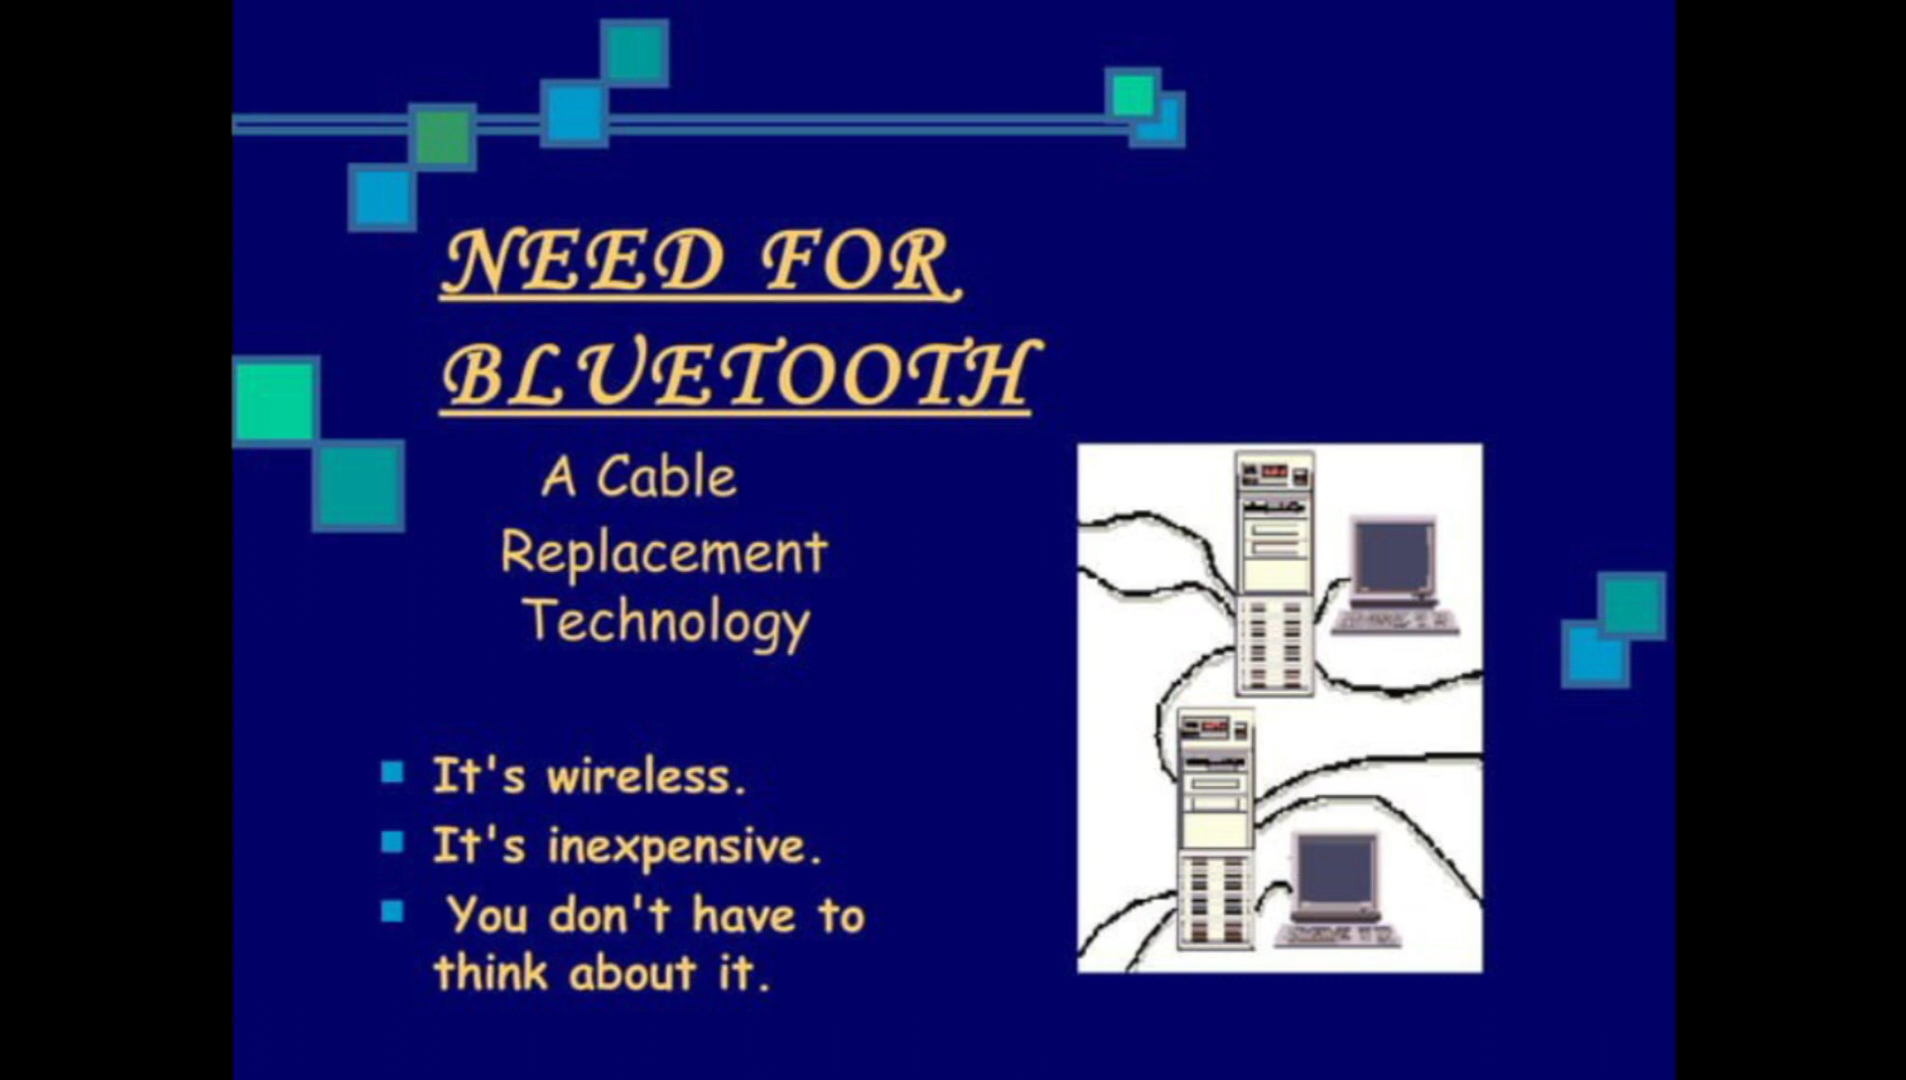 NEED FOR
BLUETOOTH
A Cable
Replacement
Technology
It's wireless.
It's inexpensive.
You don't have to
think about it.